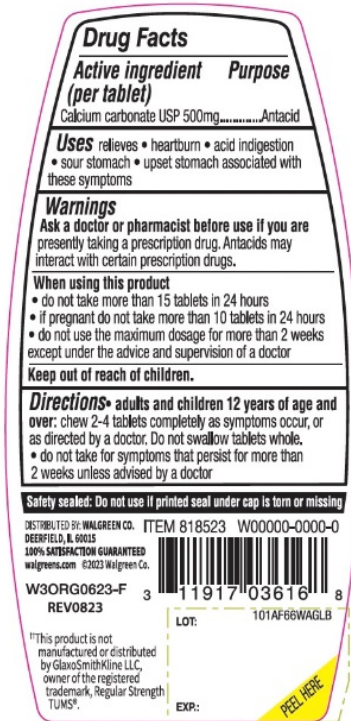 Drug Facts
Active ingredient Purpose
(per tablet)
Calcium carbonate USP 500mg..............Antacid
Uses relieves • heartburn • acid indigestion
• sour stomach • upset stomach associated with
these symptoms
Warnings
Ask a doctor or pharmacist before use if you are
presently taking a prescription drug. Antacids may
interact with certain prescription drugs.
When using this product
• do not take more than 15 tablets in 24 hours
• if pregnant do not take more than 10 tablets in 24 hours
• do not use the maximum dosage for more than 2 weeks
except under the advice and supervision of a doctor
Keep out of reach of children.
Directions • adults and children 12 years of age and
over: chew 2-4 tablets completely as symptoms occur, or
as directed by a doctor. Do not swallow tablets whole.
• do not take for symptoms that persist for more than
2 weeks unless advised by a doctor
Safety sealed: Do not use if printed seal under cap is torn or missing
DISTRIBUTED BY: WALGREEN CO.
DEERFIELD, IL 60015
100% SATISFACTION GUARANTEED
walgreens.com ©2023 Walgreen Co.
ITEM 818523 W00000-0000-0
W3ORG0623-F
REV0823
3 11917 03616 8
101AF66WAGLB
††This product is not
manufactured or distributed
by GlaxoSmithKline LLC,
owner of the registered
trademark, Regular Strength
TUMS®.
LOT:
EXP.:
PEEL HERE